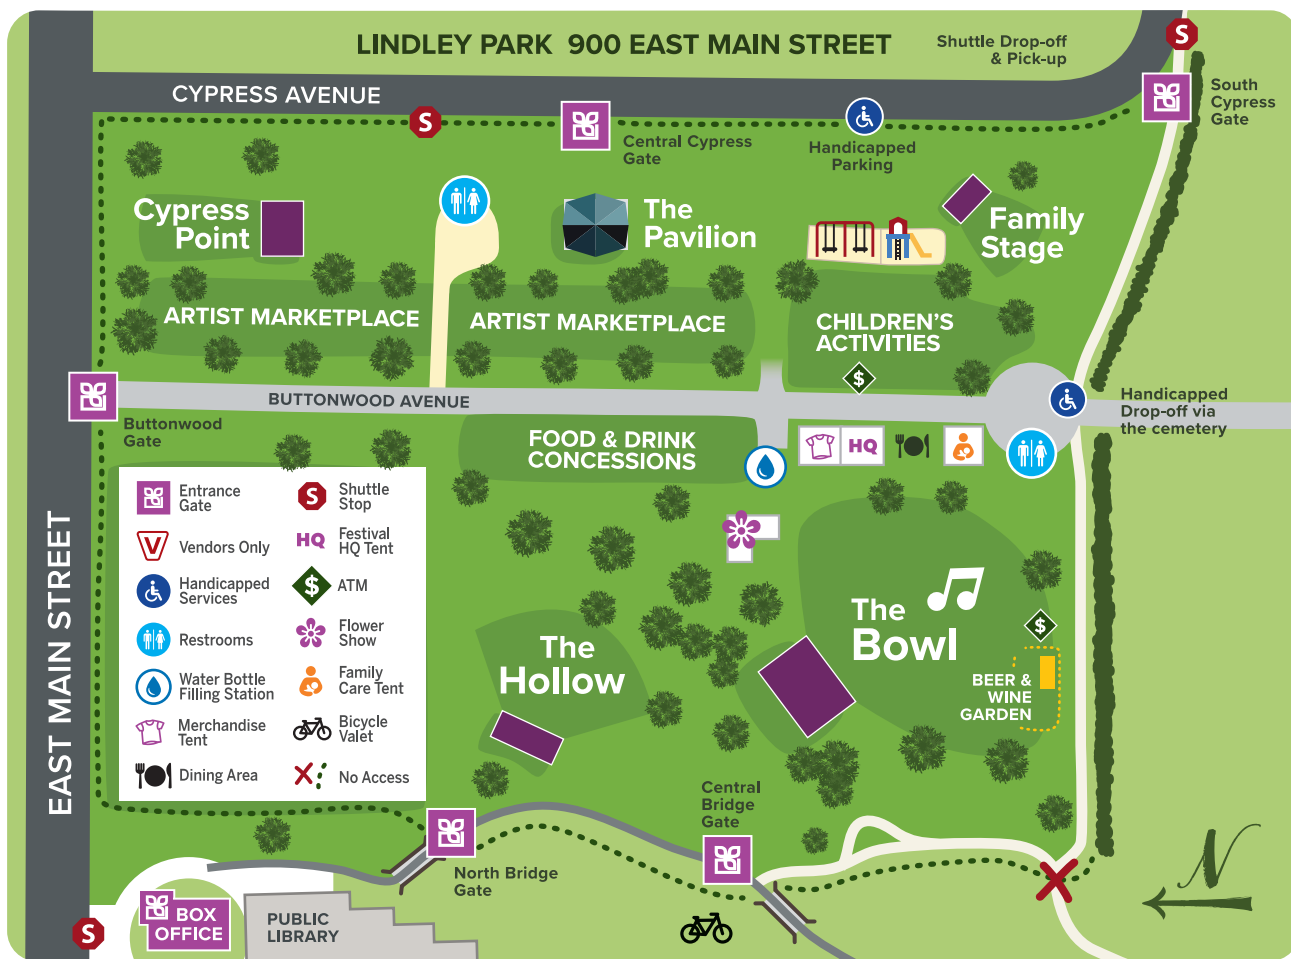 LINDLEY PARK 900 EAST MAIN STREET
Shuttle Drop-off
& Pick-up
S
CYPRESS AVENUE
South
Cypress
Gate
S
Central Cypress
Gate
Handicapped
Parking
Cypress
Point
The
Pavilion
Family
Stage
ARTIST MARKETPLACE
ARTIST MARKETPLACE
CHILDREN'S
ACTIVITIES
$
BUTTONWOOD AVENUE
Handicapped
Drop-off via
the cemetery
Buttonwood
Gate
FOOD & DRINK
CONCESSIONS
HQ
Entrance
Gate
S
Shuttle
Stop
V
Vendors Only
HQ
Festival
HQ Tent
Handicapped
Services
$
ATM
Restrooms
Flower
Show
Water Bottle
Filling Station
Family
Care Tent
Merchandise
Tent
Bicycle
Valet
Dining Area
No Access
EAST MAIN STREET
The
Hollow
The
Bowl
$
BEER &
WINE
GARDEN
Central
Bridge
Gate
North Bridge
Gate
N
S
BOX
OFFICE
PUBLIC
LIBRARY